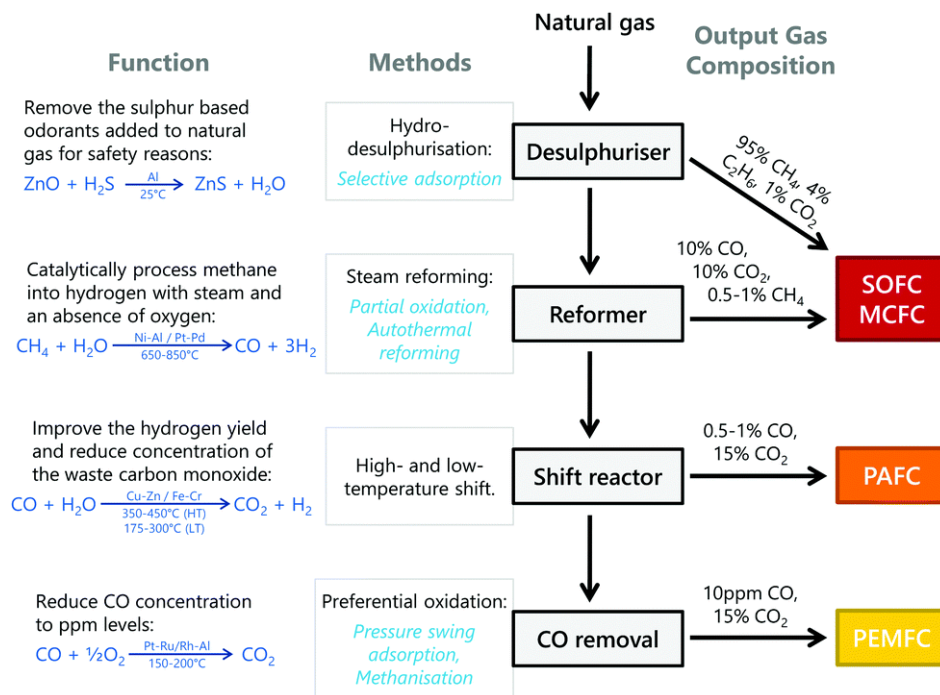 Natural gas
Function
Methods
Output Gas
Composition
Remove the sulphur based
odorants added to natural
gas for safety reasons:
ZnO + H₂S Al 25°C ZnS + H₂O
Hydro-
desulphurisation:
Selective adsorption
Desulphuriser
95% CH₄, 4%
C₂H₆, 1% CO₂
Catalytically process methane
into hydrogen with steam and
an absence of oxygen:
CH₄ + H₂O Ni-Al / Pt-Pd 650-850°C CO + 3H₂
Steam reforming:
Partial oxidation,
Autothermal
reforming
Reformer
10% CO,
10% CO₂,
0.5-1% CH₄
SOFC
MCFC
Improve the hydrogen yield
and reduce concentration of
the waste carbon monoxide:
CO + H₂O Cu-Zn / Fe-Cr 350-450°C (HT) 175-300°C (LT) CO₂ + H₂
High- and low-
temperature shift.
Shift reactor
0.5-1% CO,
15% CO₂
PAFC
Reduce CO concentration
to ppm levels:
CO + ½O₂ Pt-Ru/Rh-Al 150-200°C CO₂
Preferential oxidation:
Pressure swing
adsorption,
Methanisation
CO removal
10ppm CO,
15% CO₂
PEMFC